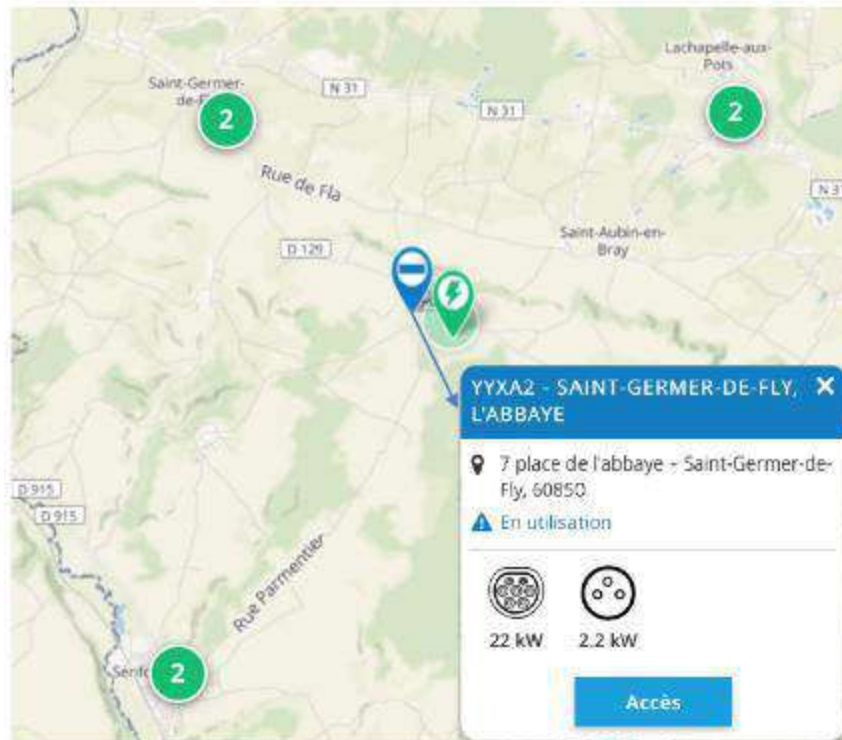 Lachapelle-aux-
Pots
Saint-Germer-
2
2
N 31
N 31
Rue de Fla
N 3
Saint-Aubin-en-
Bray
D 129
YYXA2 - SAINT-GERMER-DE-FLY,
L'ABBAYE
7 place de l'abbaye - Saint-Germer-de-
Fly, 60850
En utilisation
D 915
D 915
Rue Parmentier
22 kW
2.2 kW
2
Accès